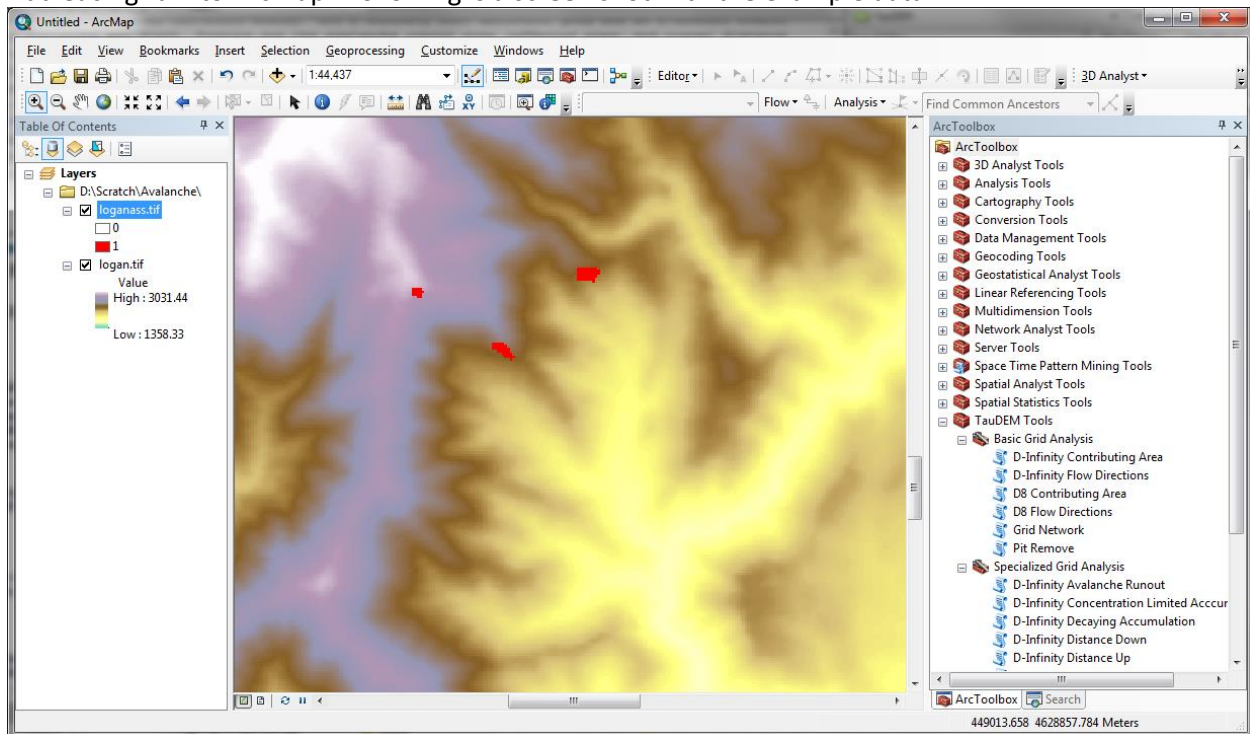 Untitled - ArcMap
File Edit View Bookmarks Insert Selection Geoprocessing Customize Windows Help
1:44,437
Editor
3D Analyst
Flow
Analysis
Find Common Ancestors
Table Of Contents
Layers
D:\Scratch\Avalanche\
loganass.tif
0
1
logan.tif
Value
High : 3031.44
Low : 1358.33
ArcToolbox
ArcToolbox
3D Analyst Tools
Analysis Tools
Cartography Tools
Conversion Tools
Data Management Tools
Geocoding Tools
Geostatistical Analyst Tools
Linear Referencing Tools
Multidimension Tools
Network Analyst Tools
Server Tools
Space Time Pattern Mining Tools
Spatial Analyst Tools
Spatial Statistics Tools
TauDEM Tools
Basic Grid Analysis
D-Infinity Contributing Area
D-Infinity Flow Directions
D8 Contributing Area
D8 Flow Directions
Grid Network
Pit Remove
Specialized Grid Analysis
D-Infinity Avalanche Runout
D-Infinity Concentration Limited Acccur
D-Infinity Decaying Accumulation
D-Infinity Distance Down
D-Infinity Distance Up
ArcToolbox Search
449013.658 4628857.784 Meters